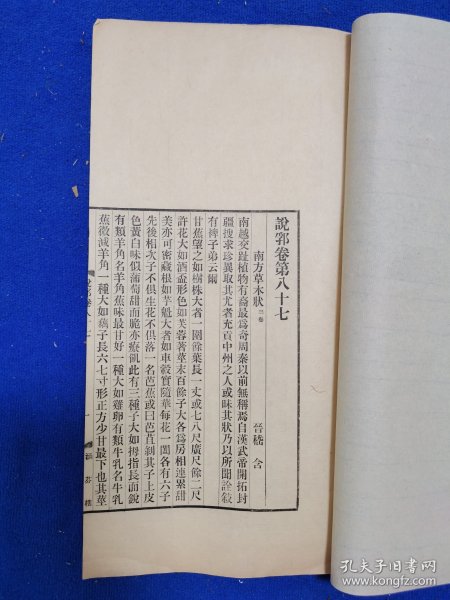 說郛卷第八十七
南方草木狀 三卷
晉嵇 含
南越交趾植物有裔最爲奇周秦以前無稱焉自漢武帝開拓封
疆搜求珍異取其尤者充貢中州之人或昧其狀乃以所聞詮敍
有裨子弟云爾
甘蕉望之如樹株大者一圍餘葉長一丈或七八尺廣尺餘二尺
許花大如酒盃形色如芙蓉著莖末百餘子大各爲房相連累甜
美亦可密藏根如芋魁大者如車轂實隨華每花一闔各有六子
先後相次子不俱生花不俱落一名芭蕉或曰芭苴剝其子上皮
色黃白味似蒲萄甜而脆亦療飢此有三種子大如拇指長而銳
有類羊角名羊角蕉味最甘好一種大如雞卵有類牛乳名牛乳
蕉微減羊角一種大如藕子長六七寸形正方少甘最下也其莖
一
涵芬樓
孔夫子旧书网
www.kongfz.com